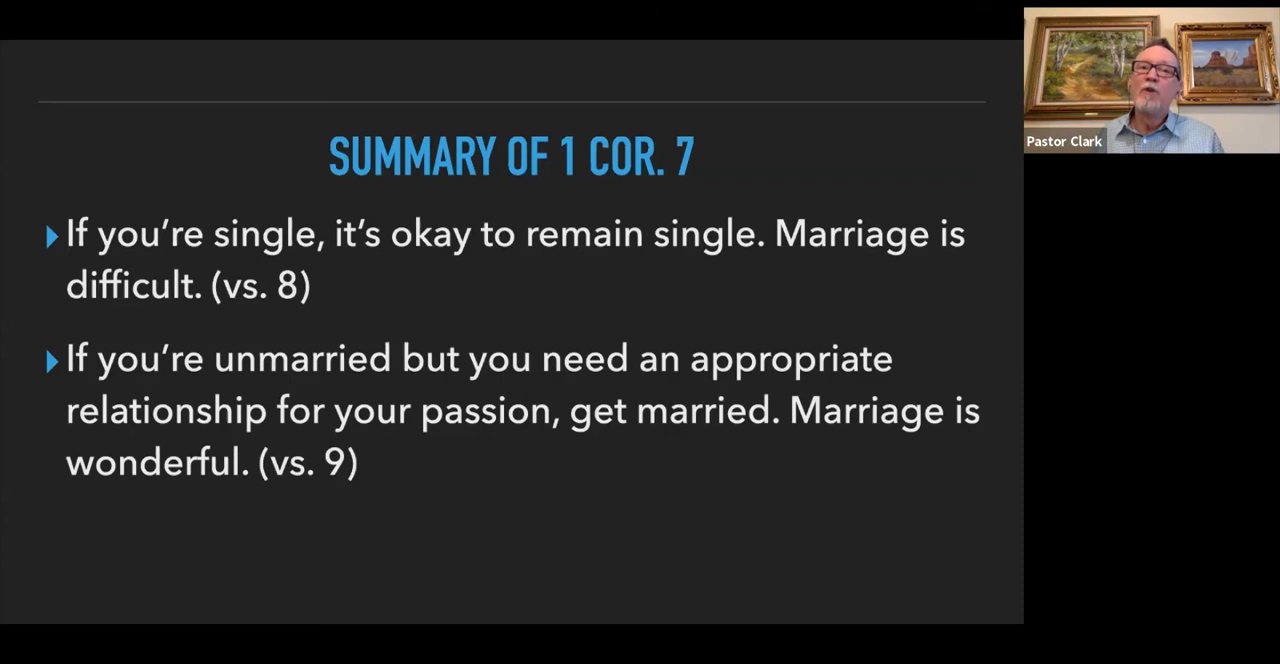 SUMMARY OF 1 COR. 7
If you’re single, it’s okay to remain single. Marriage is
difficult. (vs. 8)
If you’re unmarried but you need an appropriate
relationship for your passion, get married. Marriage is
wonderful. (vs. 9)
Pastor Clark